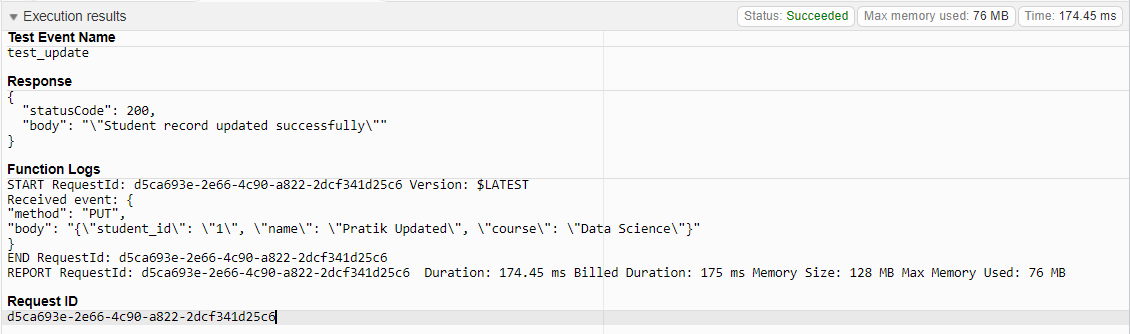 Execution results
Status: Succeeded
Max memory used: 76 MB
Time: 174.45 ms
Test Event Name
test_update
Response
{
  "statusCode": 200,
  "body": "\"Student record updated successfully\""
}
Function Logs
START RequestId: d5ca693e-2e66-4c90-a822-2dcf341d25c6 Version: $LATEST
Received event: {
"method": "PUT",
"body": "{\"student_id\": \"1\", \"name\": \"Pratik Updated\", \"course\": \"Data Science\"}"
}
END RequestId: d5ca693e-2e66-4c90-a822-2dcf341d25c6
REPORT RequestId: d5ca693e-2e66-4c90-a822-2dcf341d25c6  Duration: 174.45 ms Billed Duration: 175 ms Memory Size: 128 MB Max Memory Used: 76 MB
Request ID
d5ca693e-2e66-4c90-a822-2dcf341d25c6